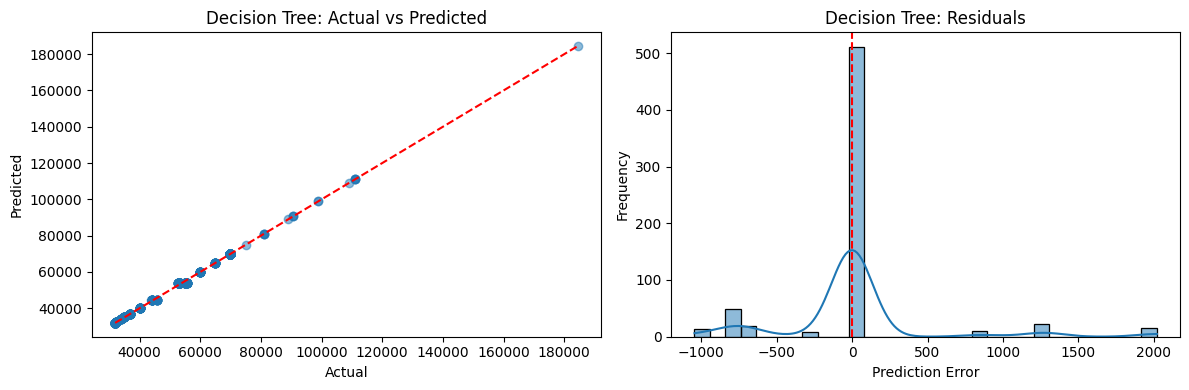 Decision Tree: Actual vs Predicted
180000
160000
140000
120000
100000
80000
60000
40000
Predicted
40000 60000 80000 100000 120000 140000 160000 180000
Actual
Decision Tree: Residuals
500
400
300
200
100
0
Frequency
−1000 −500 0 500 1000 1500 2000
Prediction Error